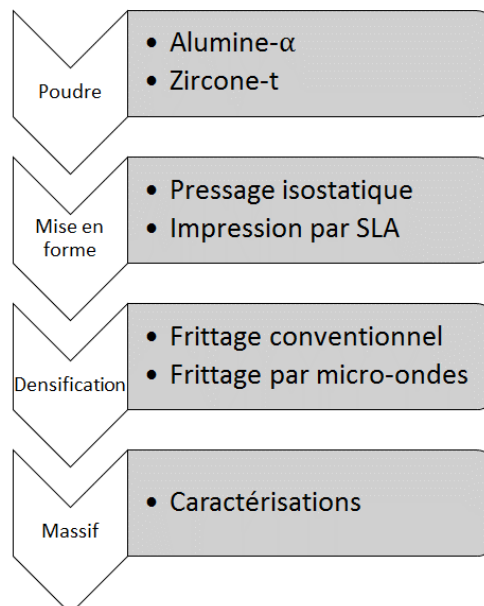 Poudre
• Alumine-α
• Zircone-t
Mise en
forme
• Pressage isostatique
• Impression par SLA
Densification
• Frittage conventionnel
• Frittage par micro-ondes
Massif
• Caractérisations